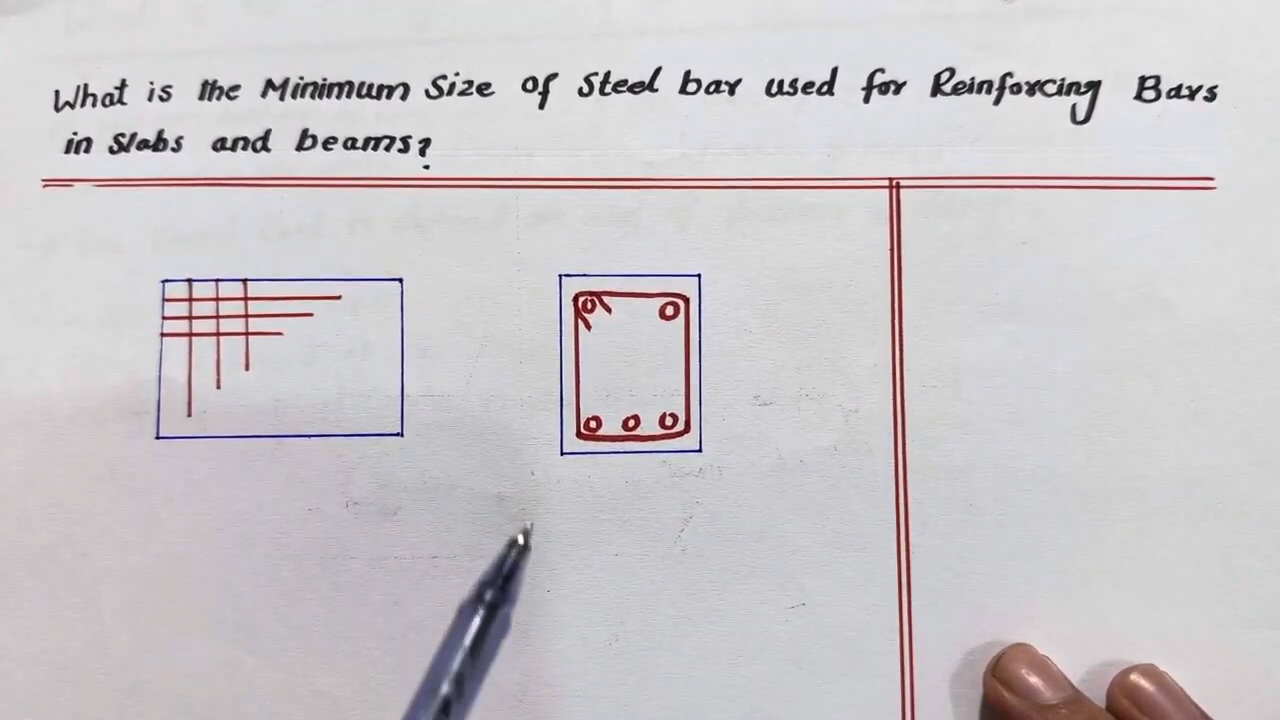 What is the Minimum Size of Steel bar used for Reinforcing Bars
in Slabs and beams?